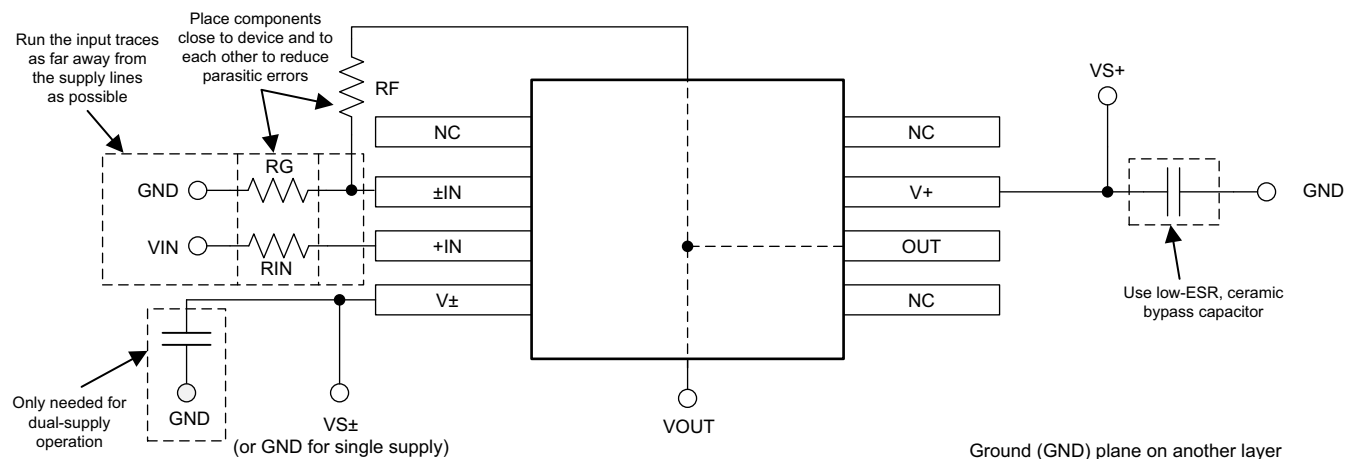 Place components
close to device and to
each other to reduce
parasitic errors
Run the input traces
as far away from
the supply lines
as possible
RF
VS+
NC
NC
RG
GND
±IN
V+
GND
VIN
+IN
OUT
RIN
V±
NC
Use low-ESR, ceramic
bypass capacitor
Only needed for
dual-supply
operation
GND
VS±
(or GND for single supply)
VOUT
Ground (GND) plane on another layer